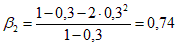 β₂ = (1−0,3−2·0,3²)/(1−0,3) = 0,74